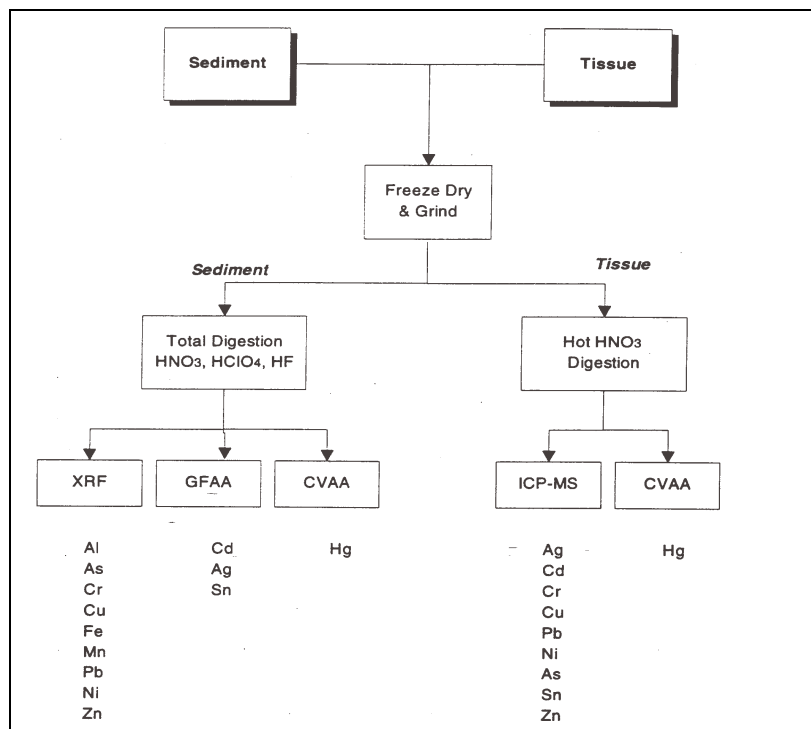 Sediment
Tissue
Freeze Dry
& Grind
Sediment
Tissue
Total Digestion
HNO3, HClO4, HF
Hot HNO3
Digestion
XRF
GFAA
CVAA
ICP-MS
CVAA
Al
As
Cr
Cu
Fe
Mn
Pb
Ni
Zn
Cd
Ag
Sn
Hg
Ag
Cd
Cr
Cu
Pb
Ni
As
Sn
Zn
Hg